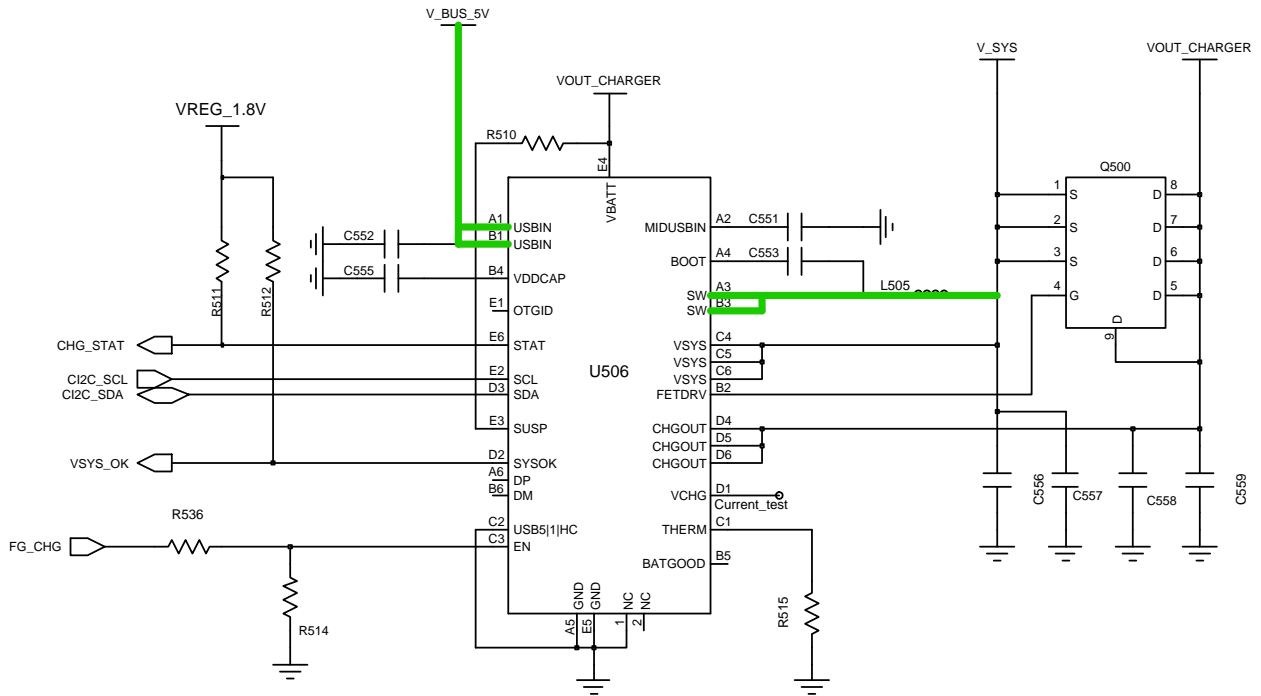 V_BUS_5V
V_SYS
VOUT_CHARGER
VOUT_CHARGER
VREG_1.8V
R510
E4
VBATT
Q500
1 S
D 8
2 S
D 7
3 S
D 6
4 G
D 5
D
9
A1 USBIN
B1 USBIN
C552
C555
B4 VDDCAP
E1 OTGID
R511
R512
CHG_STAT
E6 STAT
CI2C_SCL
E2 SCL
CI2C_SDA
D3 SDA
E3 SUSP
VSYS_OK
D2 SYSOK
A6 DP
B6 DM
C2 USB5|1|HC
FG_CHG
R536
C3 EN
R514
U506
MIDUSBIN A2 C551
BOOT A4 C553
SW A3 L505
SW B3
VSYS C4
VSYS C5
VSYS C6
FETDRV B2
CHGOUT D4
CHGOUT D5
CHGOUT D6
VCHG D1
Current_test
THERM C1
BATGOOD B5
R515
C556
C557
C558
C559
GND
GND
NC
NC
A5
E5
1
2